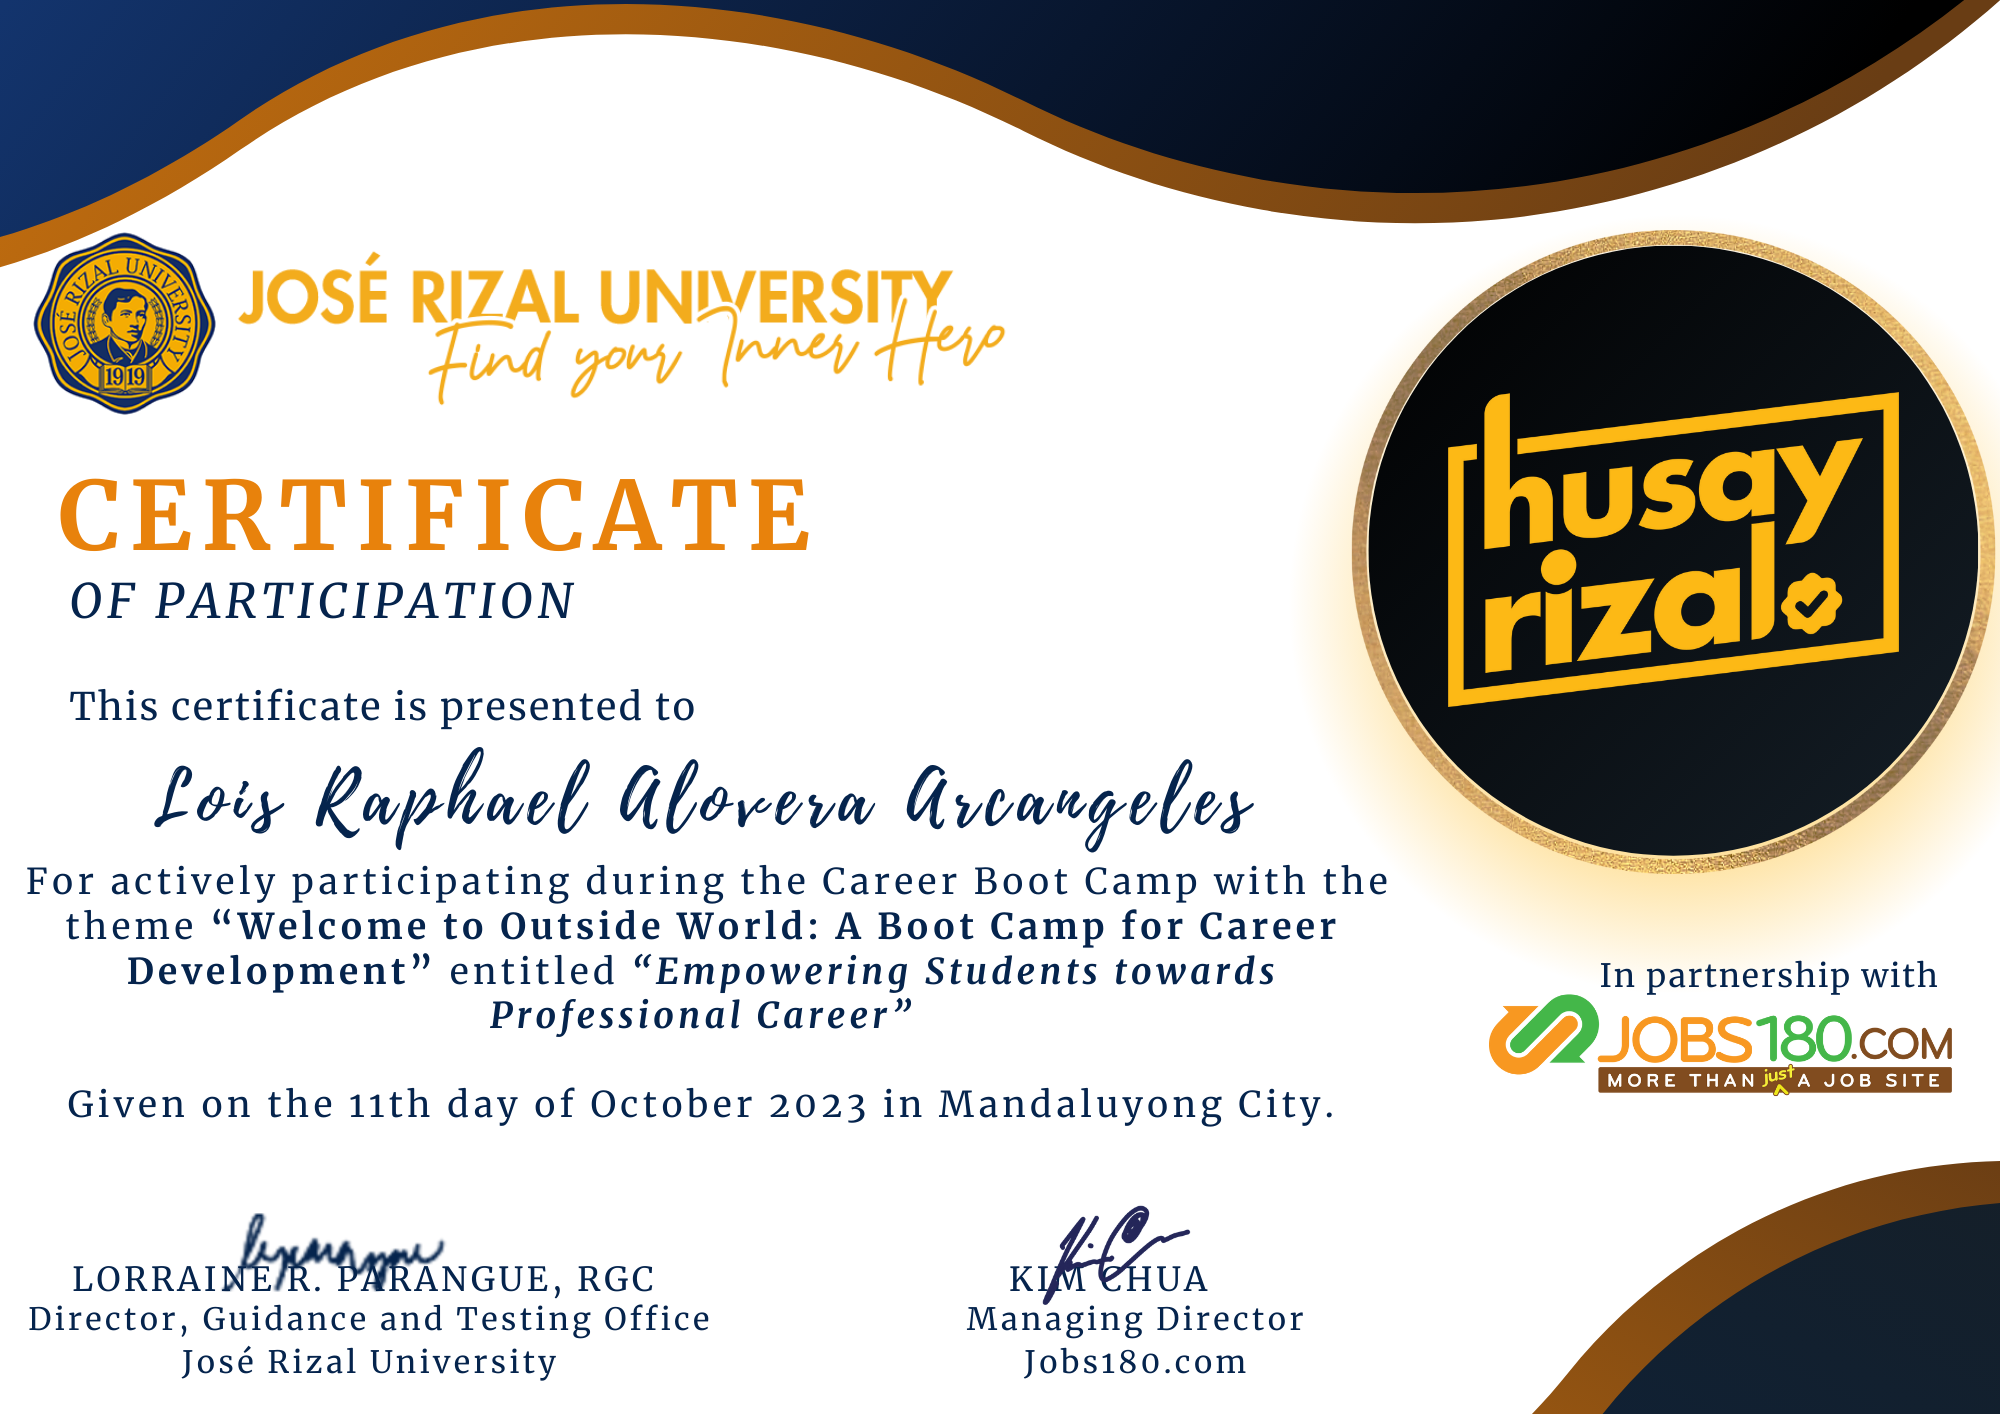 JOSÉ RIZAL UNIVERSITY
1919
JOSÉ RIZAL UNIVERSITY
Find your Inner Hero
husay
rizal
CERTIFICATE
OF PARTICIPATION
This certificate is presented to
Lois Raphael Alovera Arcangeles
For actively participating during the Career Boot Camp with the
theme “Welcome to Outside World: A Boot Camp for Career
Development” entitled “Empowering Students towards
Professional Career”
In partnership with
JOBS180.COM
MORE THAN just A JOB SITE
Given on the 11th day of October 2023 in Mandaluyong City.
LORRAINE R. PARANGUE, RGC
Director, Guidance and Testing Office
José Rizal University
KIM CHUA
Managing Director
Jobs180.com